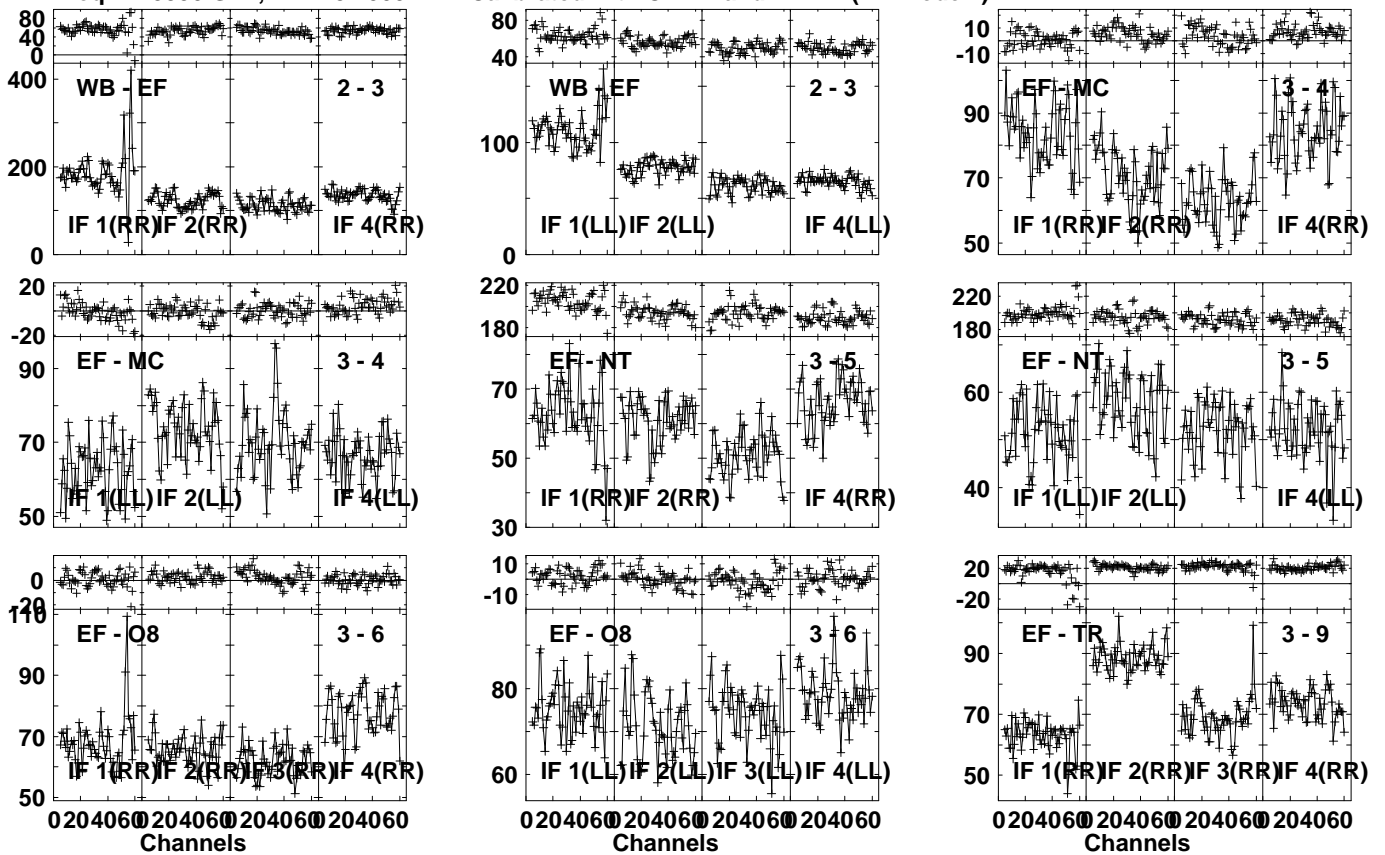 60
40
0
80
40
10
-10
WB - EF 2 - 3
WB - EF 2 - 3
EF - MC 3 - 4
400
200
0
100
0
90
70
50
IF 1(RR) IF 2(RR) IF 4(RR)
IF 1(LL) IF 2(LL) IF 4(LL)
IF 1(RR) IF 2(RR) IF 4(RR)
20
-20
220
180
220
180
EF - MC 3 - 4
EF - NT 3 - 5
EF - NT 3 - 5
90
70
50
70
50
30
60
40
IF 1(LL) IF 2(LL) IF 4(LL)
IF 1(RR) IF 2(RR) IF 4(RR)
IF 1(LL) IF 2(LL) IF 4(LL)
0
-20
10
-10
20
-20
EF - O8 3 - 6
EF - O8 3 - 6
EF - TR 3 - 9
110
90
70
50
80
60
90
70
50
IF 1(RR) IF 2(RR) IF 3(RR) IF 4(RR)
IF 1(LL) IF 2(LL) IF 3(LL) IF 4(LL)
IF 1(RR) IF 2(RR) IF 3(RR) IF 4(RR)
0 20 40 60 0 20 40 60 0 20 40 60 0 20 40 60
0 20 40 60 0 20 40 60 0 20 40 60 0 20 40 60
0 20 40 60 0 20 40 60 0 20 40 60 0 20 40 60
Channels
Channels
Channels